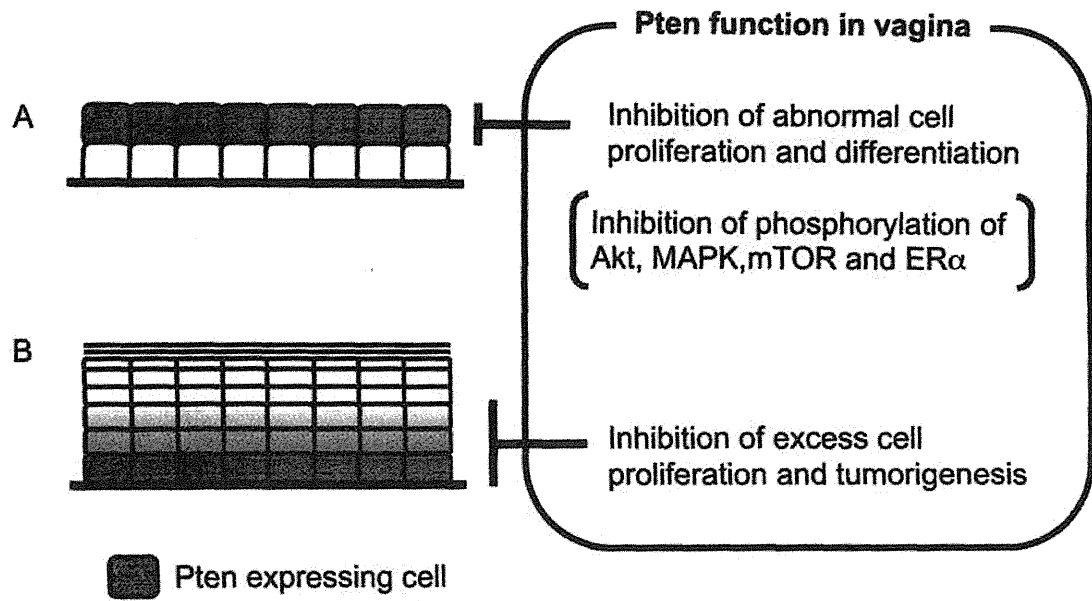 Pten function in vagina
A
Inhibition of abnormal cell
proliferation and differentiation
Inhibition of phosphorylation of
Akt, MAPK,mTOR and ERα
B
Inhibition of excess cell
proliferation and tumorigenesis
Pten expressing cell